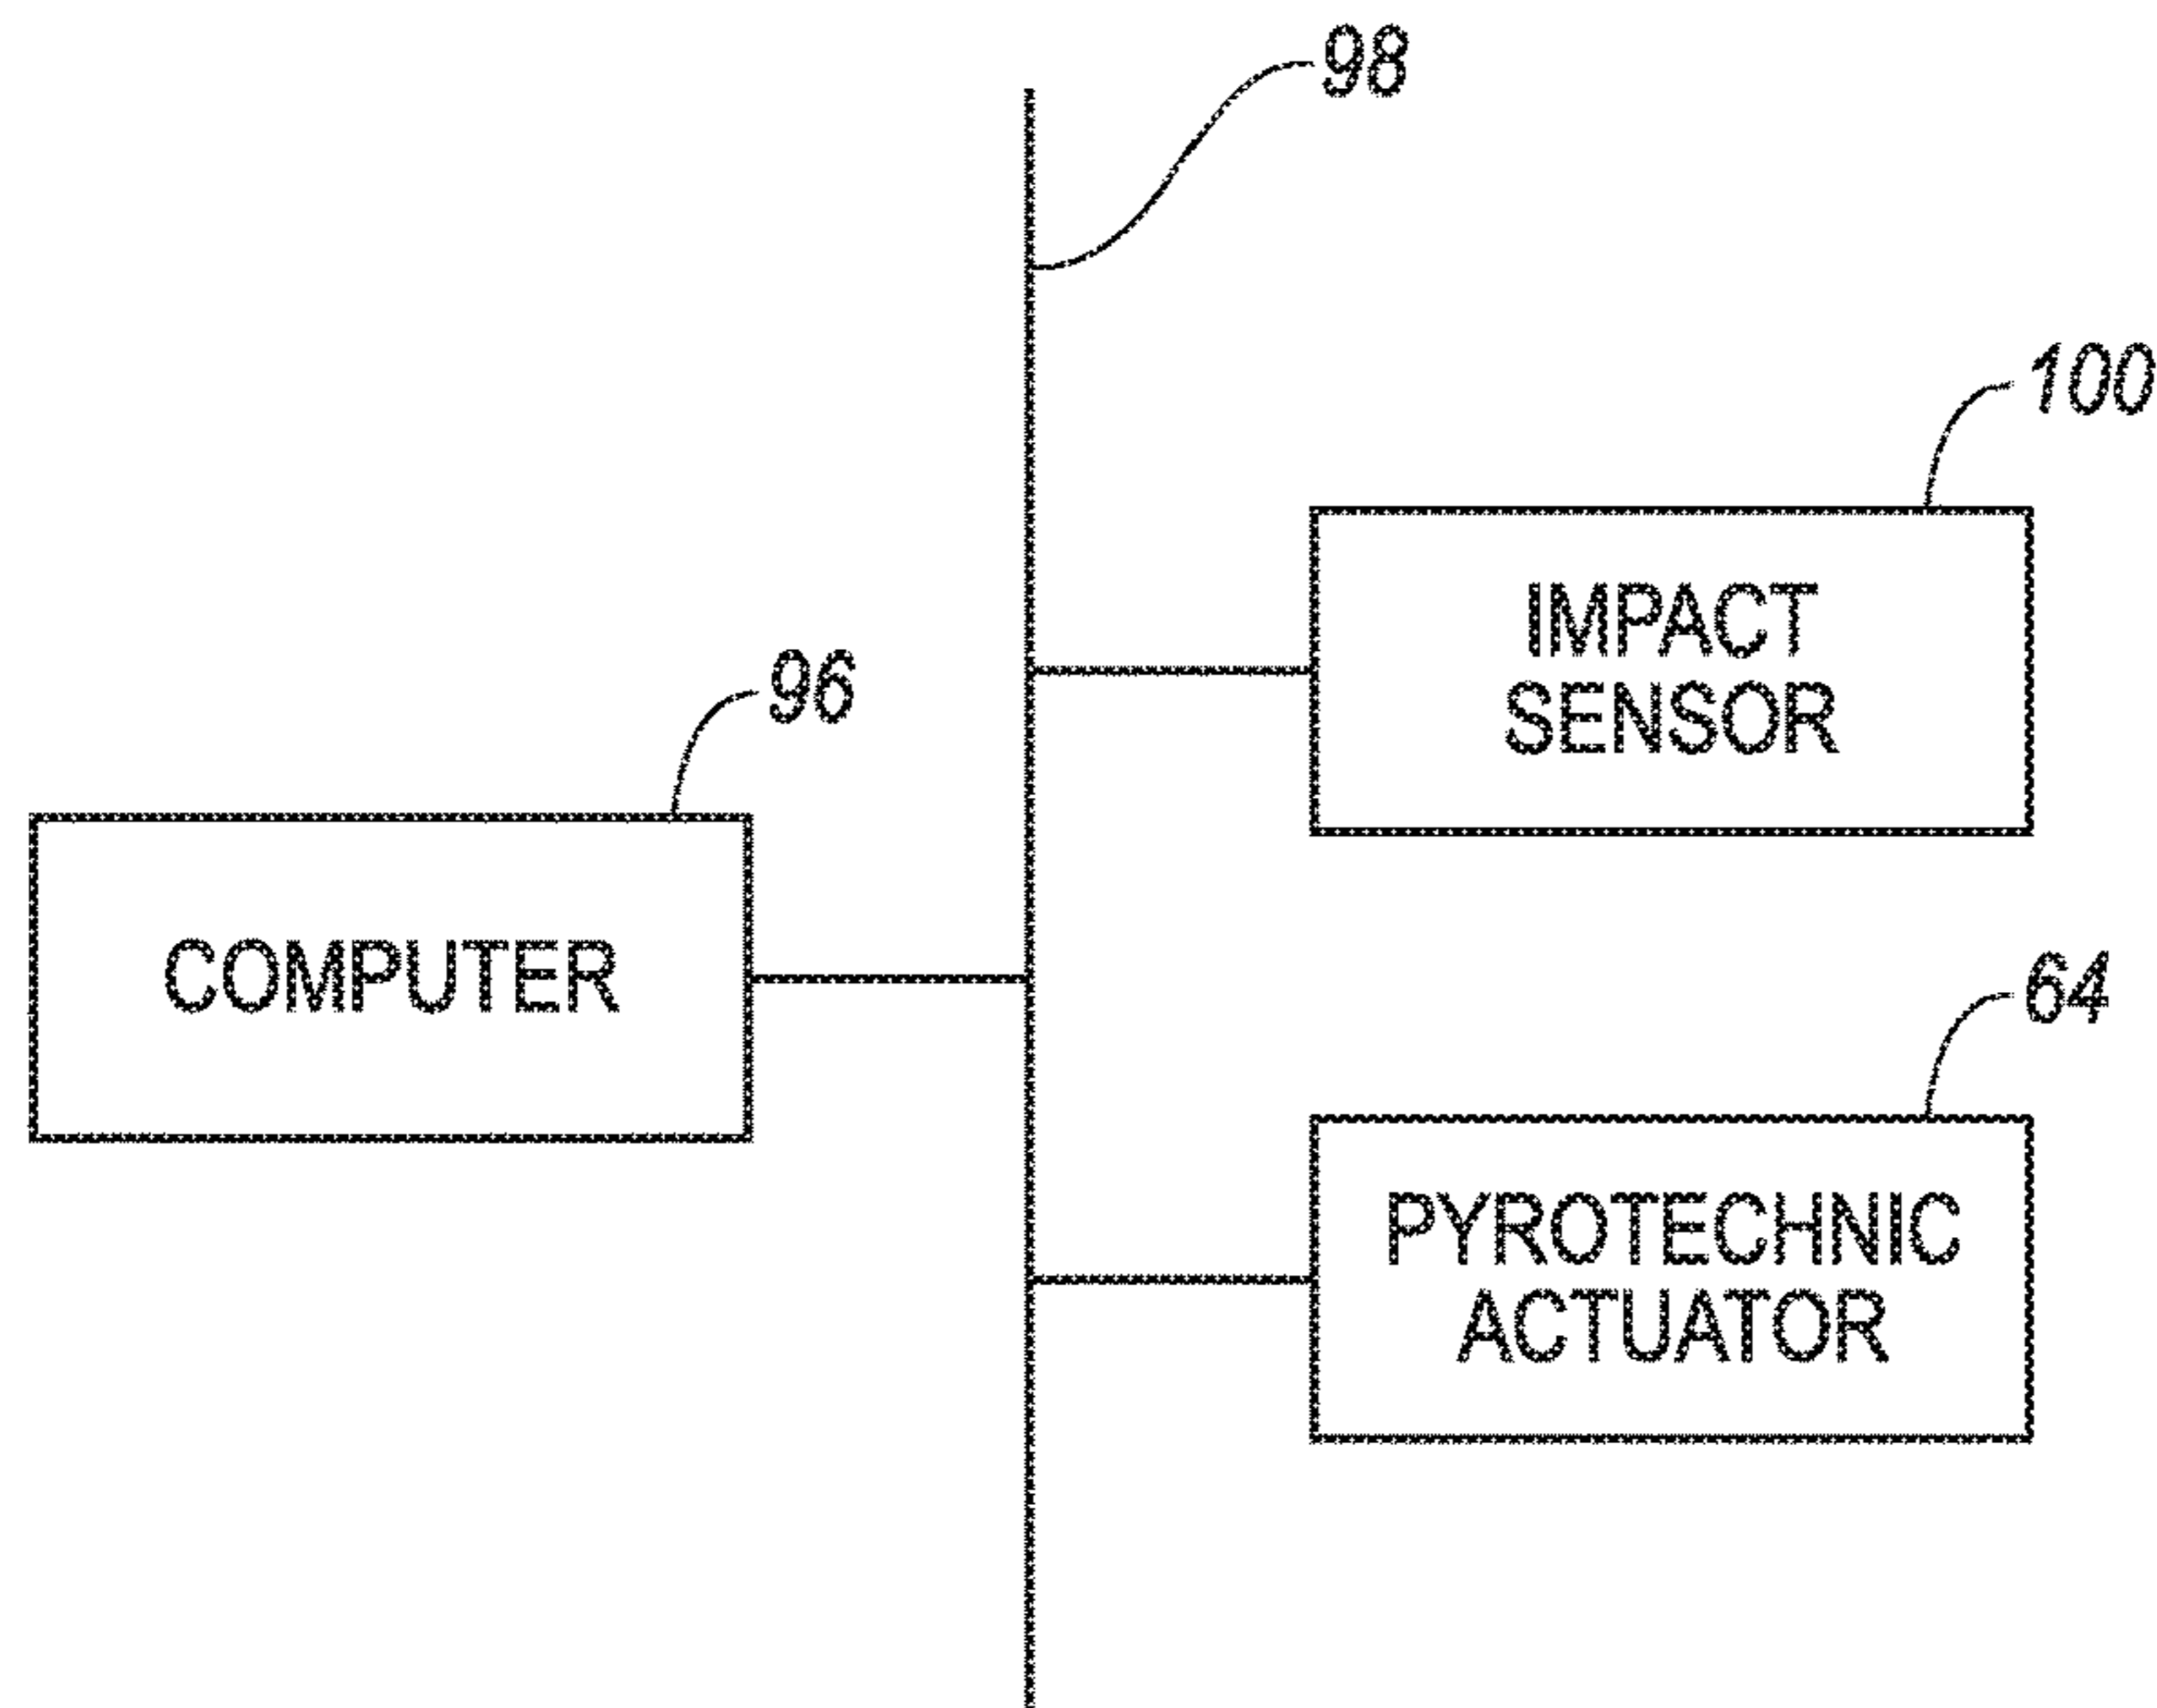 98
100
IMPACT
SENSOR
96
COMPUTER
64
PYROTECHNIC
ACTUATOR